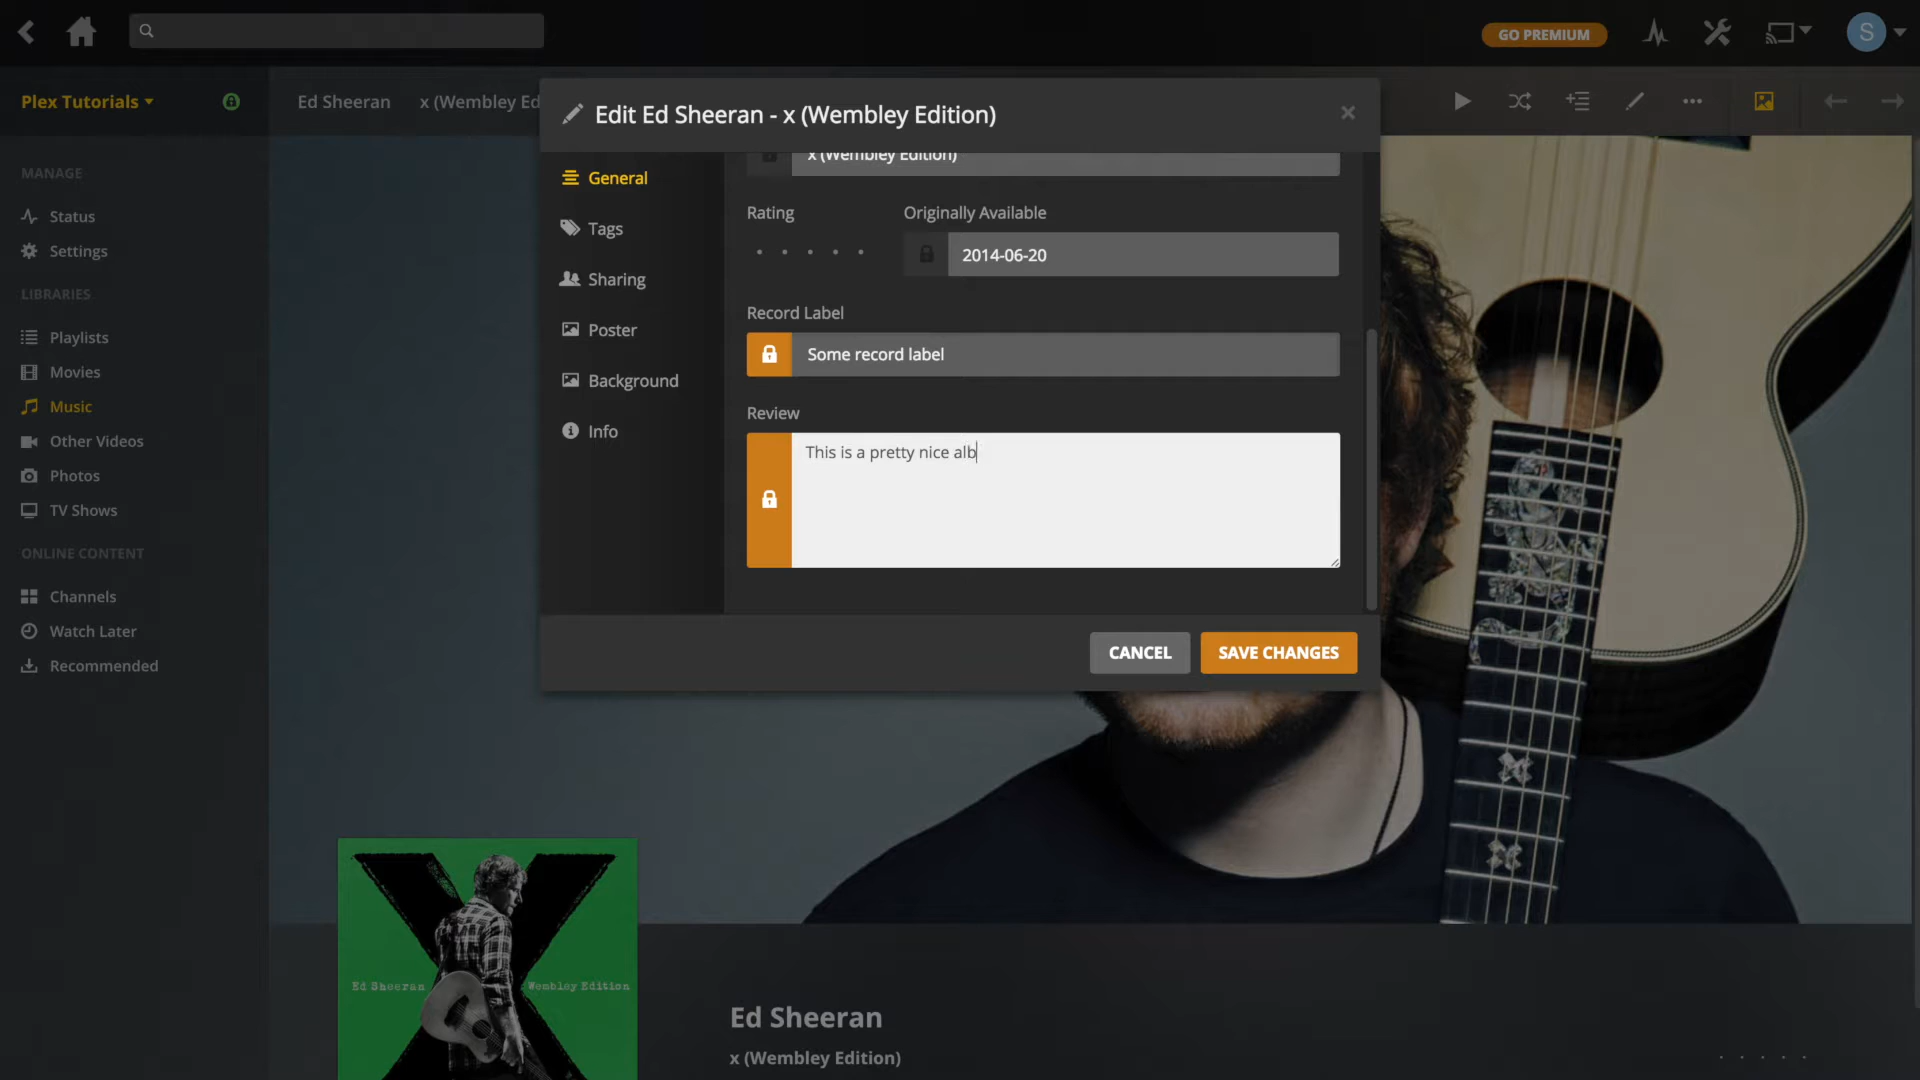 GO PREMIUM
S
Plex Tutorials
Ed Sheeran
x (Wembley Ed
MANAGE
Status
Settings
LIBRARIES
Playlists
Movies
Music
Other Videos
Photos
TV Shows
ONLINE CONTENT
Channels
Watch Later
Recommended
Edit Ed Sheeran - x (Wembley Edition)
General
Tags
Sharing
Poster
Background
Info
x (Wembley Edition)
Rating
Originally Available
2014-06-20
Record Label
Some record label
Review
This is a pretty nice alb
CANCEL
SAVE CHANGES
Ed Sheeran
Wembley Edition
Ed Sheeran
x (Wembley Edition)